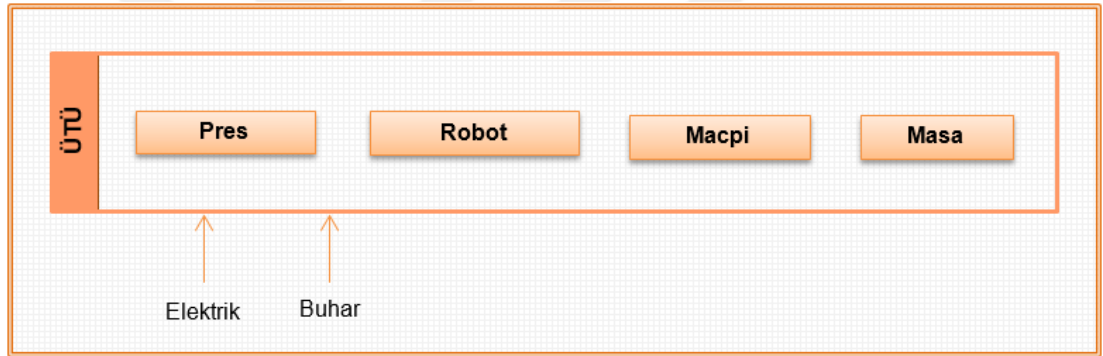 ÜTÜ
Pres
Robot
Macpi
Masa
Elektrik
Buhar